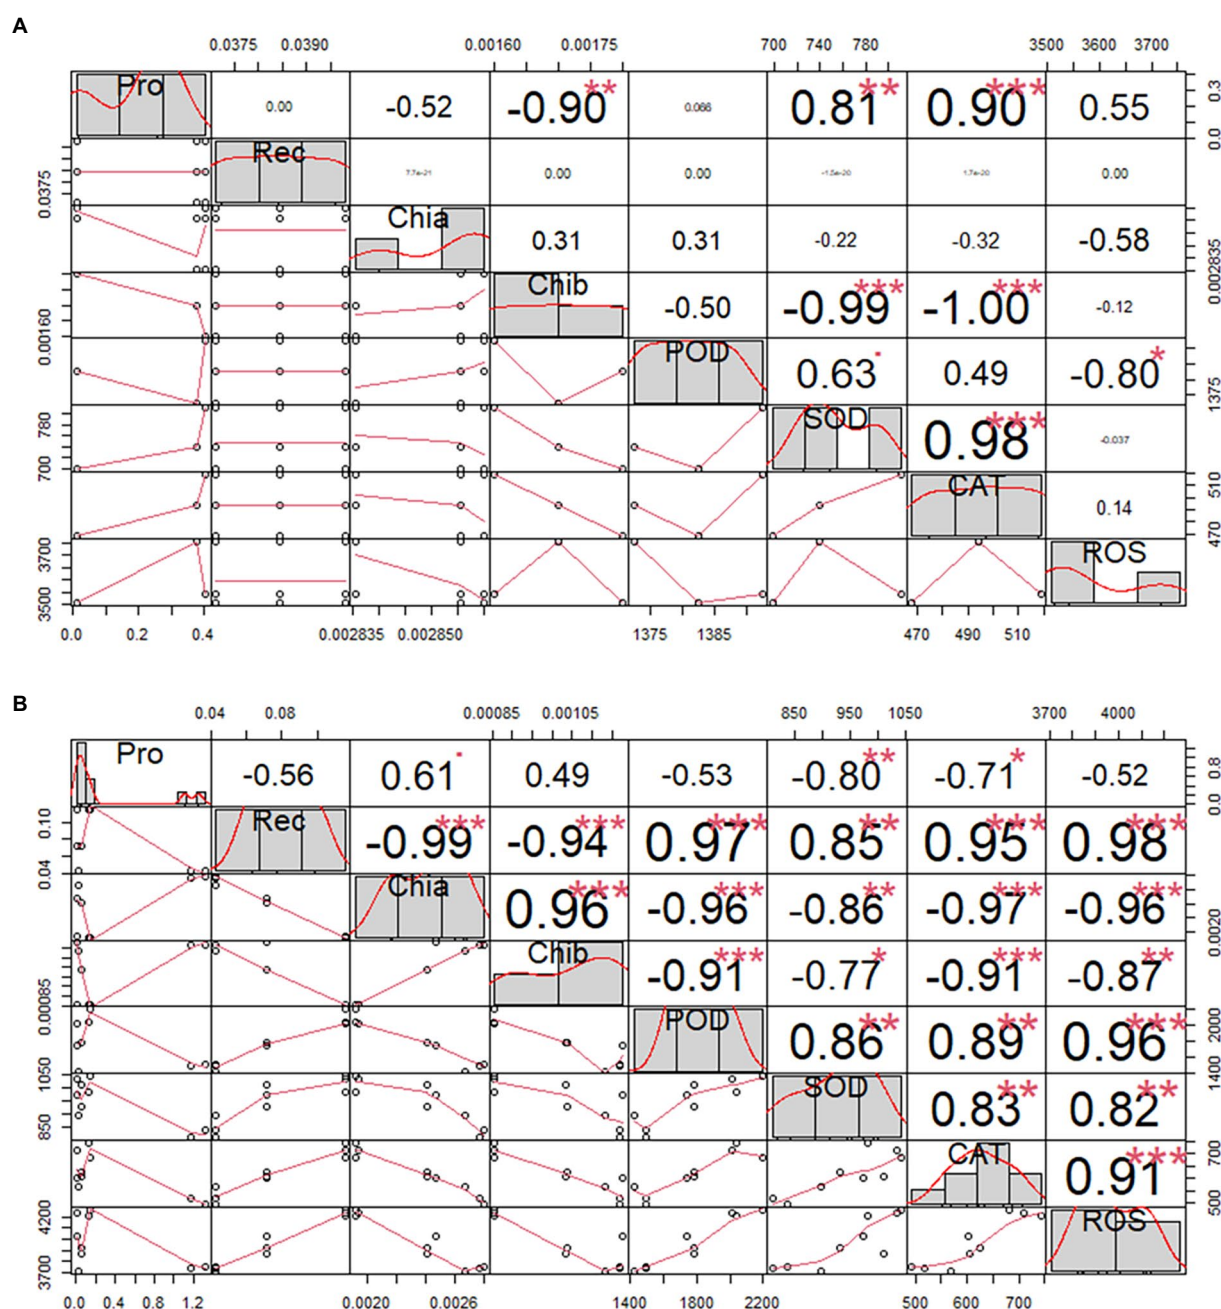 A
0.0375 0.0390 0.00160 0.00175 700 740 780 3500 3600 3700
Pro 0.00 -0.52 -0.90** 0.066 0.81** 0.90*** 0.55 0.0 0.3
0.0375 Rec 7.7e-21 0.00 0.00 -1.5e-20 1.7e-20 0.00
Chia 0.31 0.31 -0.22 -0.32 -0.58 0.002835
0.00160 Chib -0.50 -0.99*** -1.00*** -0.12
POD 0.63. 0.49 -0.80* 1375
700 780 SOD 0.98*** -0.037
CAT 0.14 470 510
3500 3700 ROS
0.0 0.2 0.4 0.002835 0.002850 1375 1385 470 490 510
B
0.04 0.08 0.00085 0.00105 850 950 1050 3700 4000
Pro -0.56 0.61. 0.49 -0.53 -0.80** -0.71* -0.52 0.0 0.8
0.04 0.10 Rec -0.99*** -0.94*** 0.97*** 0.85** 0.95*** 0.98***
Chia 0.96*** -0.96*** -0.86** -0.97*** -0.96*** 0.0020
0.00085 Chib -0.91*** -0.77* -0.91*** -0.87**
POD 0.86** 0.89** 0.96*** 1400 2000
850 1050 SOD 0.83** 0.82**
CAT 0.91*** 500 700
3700 4200 ROS
0.0 0.4 0.8 1.2 0.0020 0.0026 1400 1800 2200 500 600 700